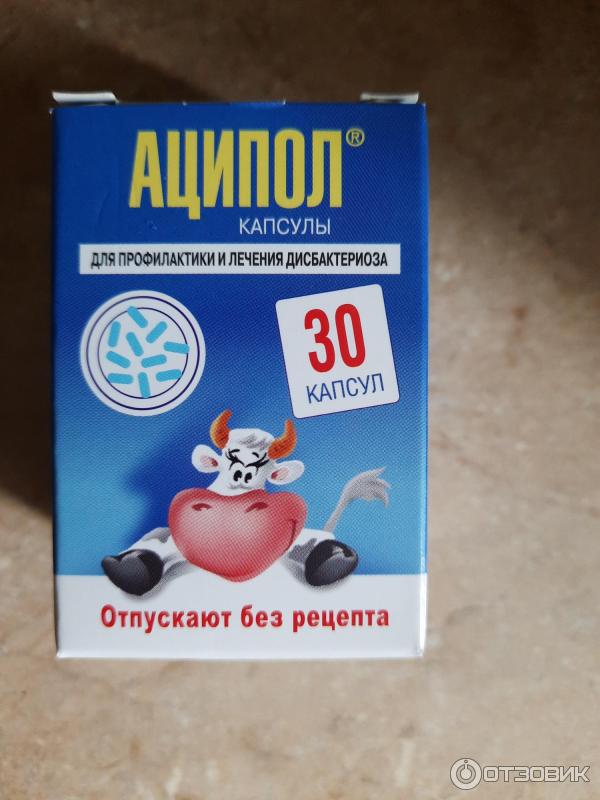 АЦИПОЛ®
КАПСУЛЫ
ДЛЯ ПРОФИЛАКТИКИ И ЛЕЧЕНИЯ ДИСБАКТЕРИОЗА
30
КАПСУЛ
Отпускают без рецепта
ОТЗОВИК